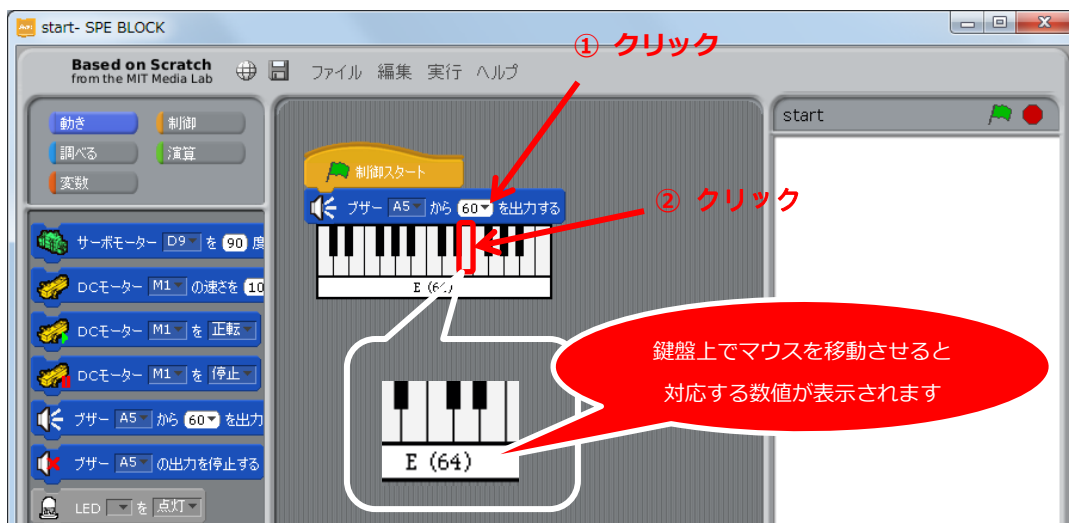 start- SPE BLOCK
① クリック
Based on Scratch
from the MIT Media Lab
ファイル 編集 実行 ヘルプ
動き 制御
調べる 演算
変数
start
制御スタート
ブザー A5 から 60 を出力する
② クリック
E (64)
サーボモーター D9 を 90 度
DCモーター M1 の速さを 10
DCモーター M1 を 正転
DCモーター M1 を 停止
ブザー A5 から 60 を出力
ブザー A5 の出力を停止する
LED を 点灯
鍵盤上でマウスを移動させると
対応する数値が表示されます
E (64)